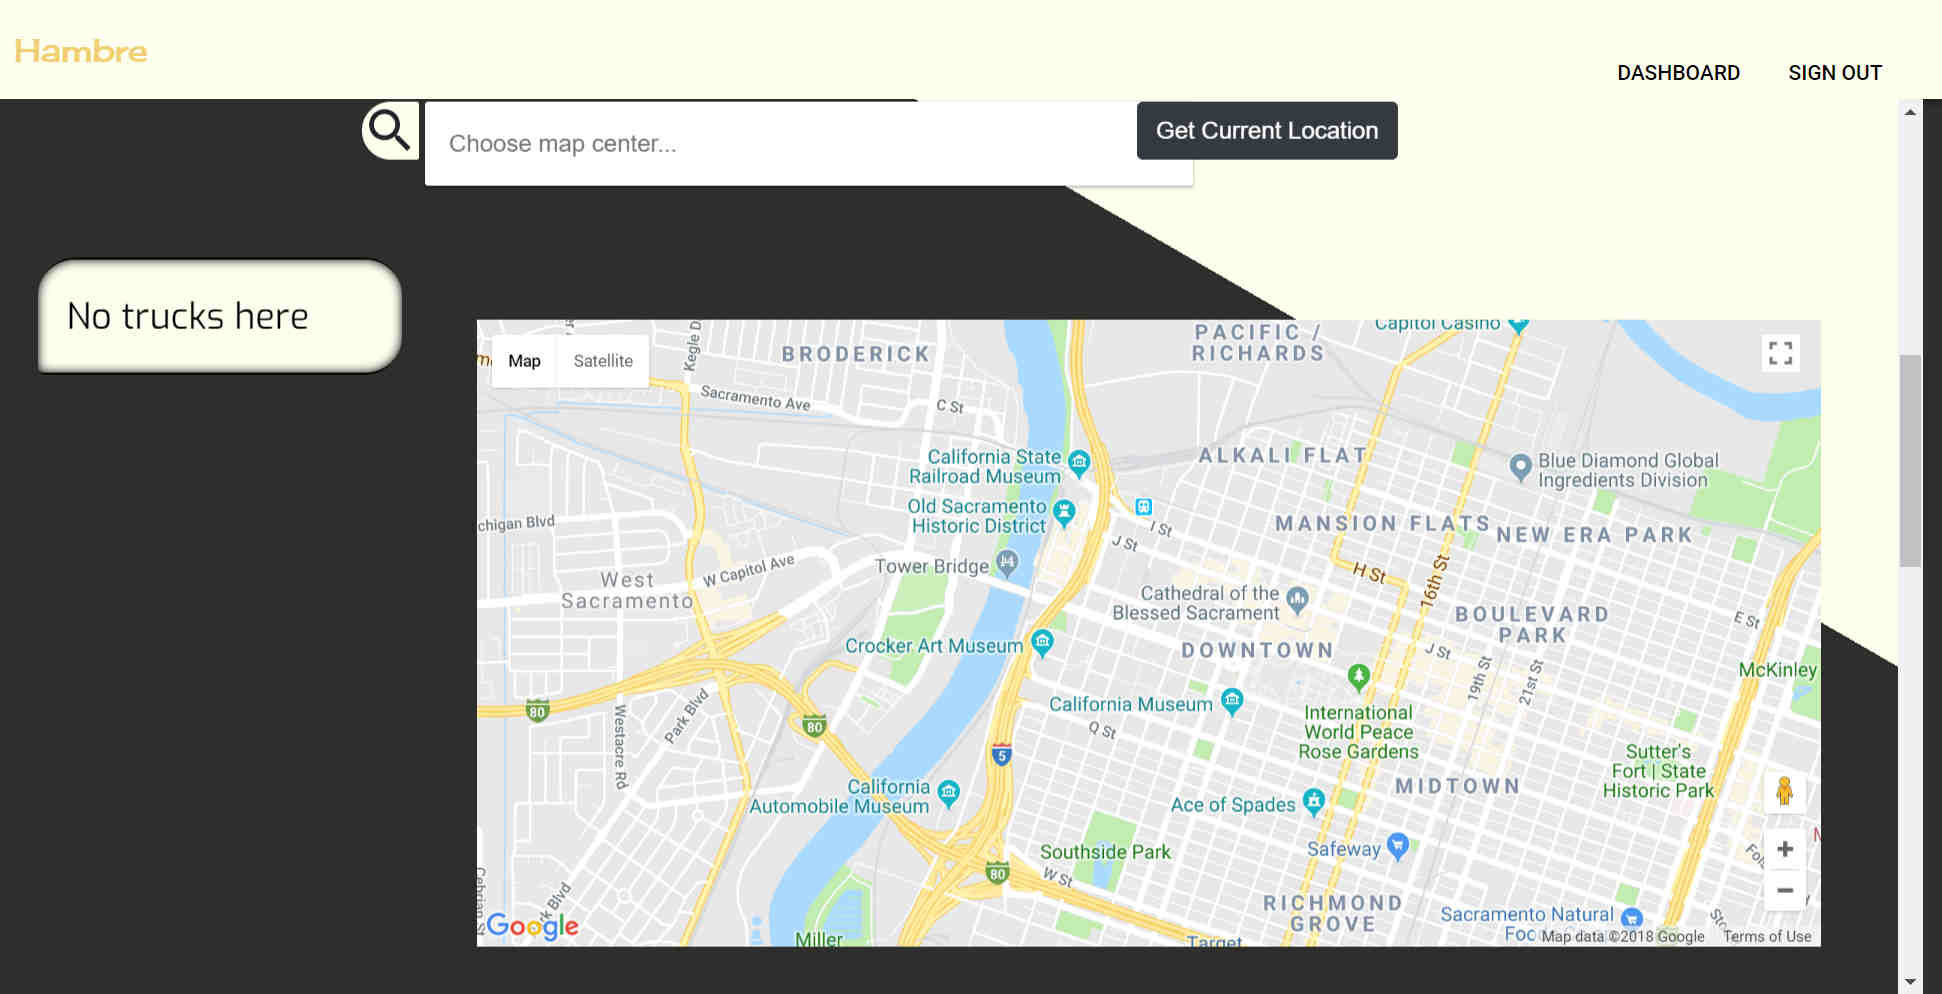 Hambre
DASHBOARD
SIGN OUT
Choose map center...
Get Current Location
No trucks here
Map
Satellite
Kegle D
BRODERICK
PACIFIC /
RICHARDS
Capitol Casino
Sacramento Ave
C St
California State
Railroad Museum
ALKALI FLAT
Blue Diamond Global
Ingredients Division
Old Sacramento
Historic District
chigan Blvd
I St
J St
MANSION FLATS
NEW ERA PARK
Tower Bridge
W Capitol Ave
West
Sacramento
H St
16th St
Cathedral of the
Blessed Sacrament
BOULEVARD
PARK
E St
Crocker Art Museum
DOWNTOWN
J St
19th St
21st St
McKinley
80
Westacre Rd
Park Blvd
80
California Museum
Q St
International
World Peace
Rose Gardens
5
Sutter's
Fort | State
Historic Park
California
Automobile Museum
MIDTOWN
Ace of Spades
Southside Park
Safeway
80
W St
rk Blvd
RICHMOND
GROVE
Sacramento Natural
Foo
Google
Miller
Target
Map data ©2018 Google
Terms of Use